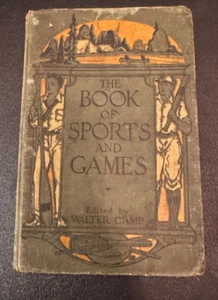 THE
BOOK
OF
SPORTS
AND
GAMES
Edited by
WALTER CAMP